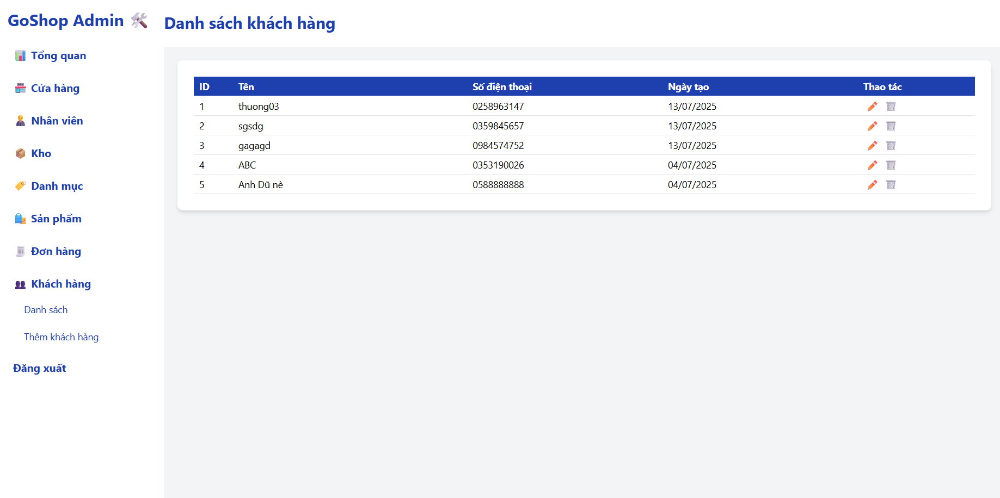 GoShop Admin
Tổng quan
Cửa hàng
Nhân viên
Kho
Danh mục
Sản phẩm
Đơn hàng
Khách hàng
Danh sách
Thêm khách hàng
Đăng xuất
Danh sách khách hàng
ID Tên Số điện thoại Ngày tạo Thao tác
1 thuong03 0258963147 13/07/2025
2 sgsdg 0359845657 13/07/2025
3 gagagd 0984574752 13/07/2025
4 ABC 0353190026 04/07/2025
5 Anh Dũ nè 0588888888 04/07/2025